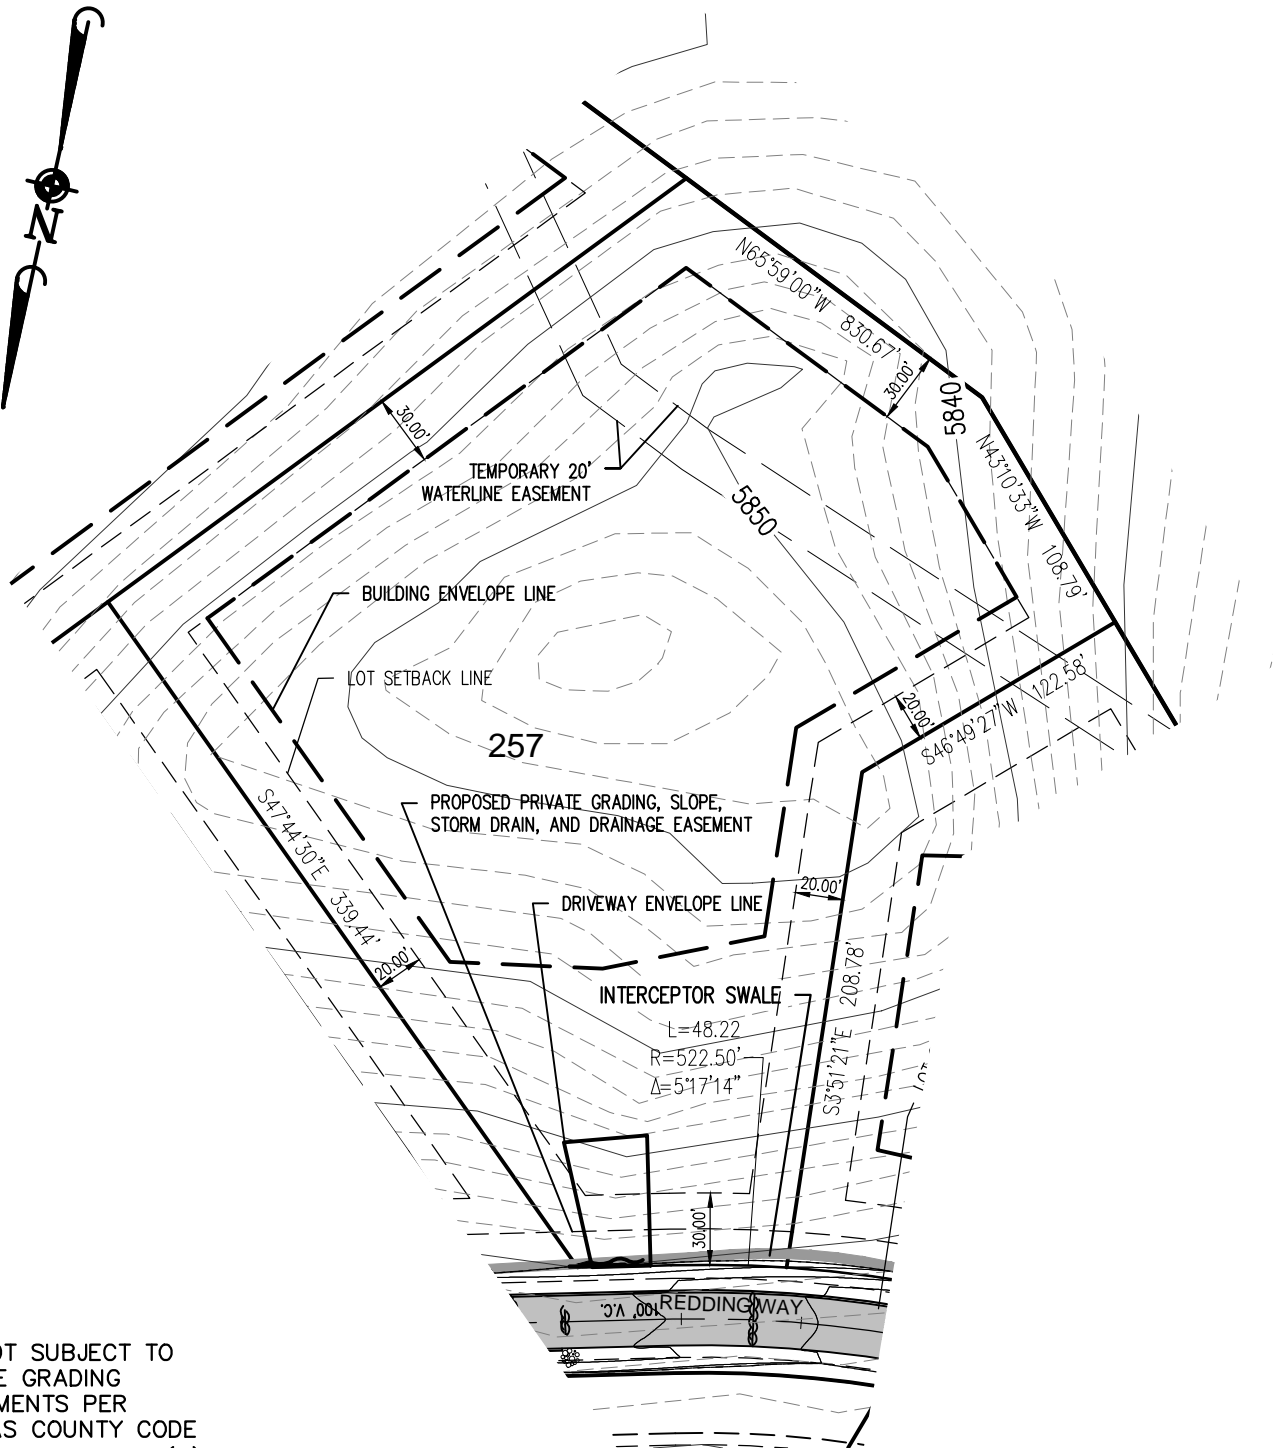 N
N65°59'00"W 830.67'
30.00'
5840
30.00'
N43°10'33"W 108.79'
TEMPORARY 20'
WATERLINE EASEMENT
5850
BUILDING ENVELOPE LINE
LOT SETBACK LINE
20.00'
S46°49'27"W 122.58'
257
S47°44'30"E 339.44'
PROPOSED PRIVATE GRADING, SLOPE,
STORM DRAIN, AND DRAINAGE EASEMENT
20.00'
DRIVEWAY ENVELOPE LINE
20.00'
INTERCEPTOR SWALE
L=48.22
R=522.50'
Δ=5°17'14"
S3°51'21"E 208.78'
LOT
30.00'
100' V.C.
REDDING WAY
OT SUBJECT TO
E GRADING
MENTS PER
AS COUNTY CODE